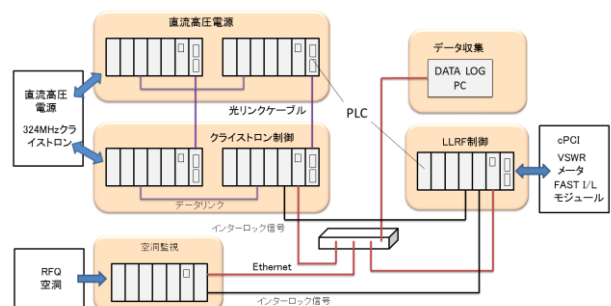 直流高圧電源
データ収集
DATA LOG
PC
直流高圧
電源
324MHzクラ
イストロン
光リンクケーブル
PLC
クライストロン制御
LLRF制御
cPCI
VSWR
メータ
FAST I/L
モジュール
データリンク
インターロック信号
空洞監視
RFQ
空洞
Ethernet
インターロック信号